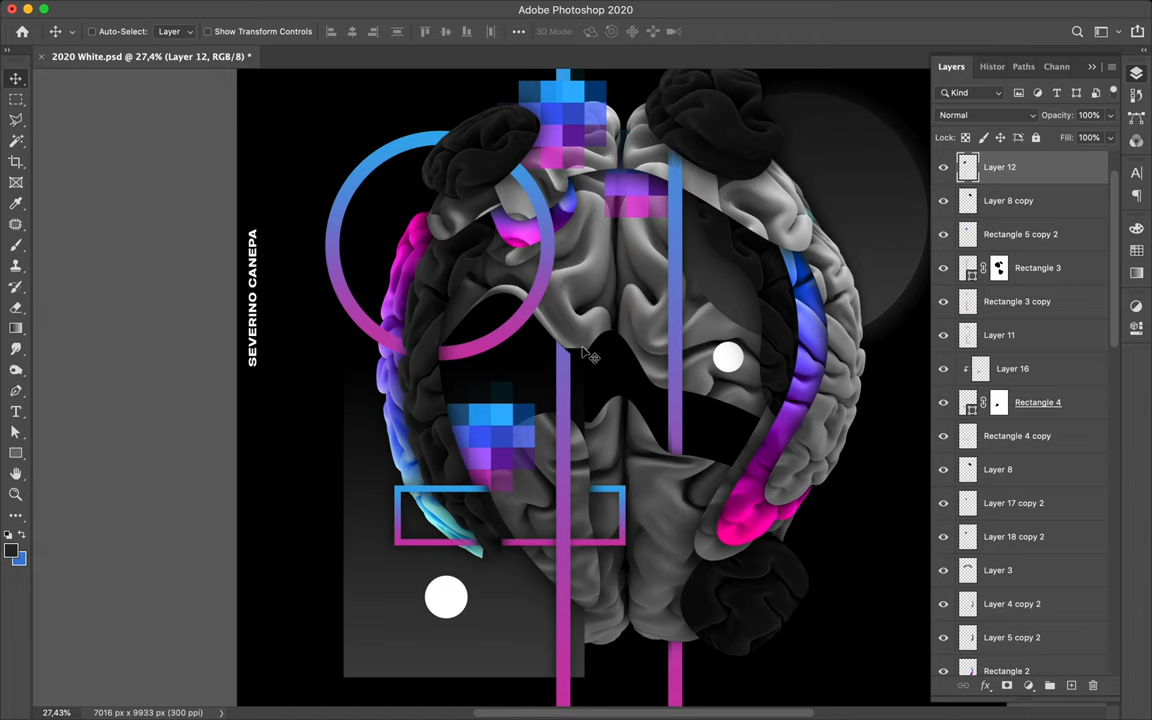 Adobe Photoshop 2020
Auto-Select: Layer Show Transform Controls 3D Mode:
2020 White.psd @ 27,4% (Layer 12, RGB/8) *
Layers Histor Paths Chann
Kind
Normal Opacity: 100%
Lock: Fill: 100%
Layer 12
Layer 8 copy
Rectangle 5 copy 2
Rectangle 3
Rectangle 3 copy
Layer 11
Layer 16
Rectangle 4
Rectangle 4 copy
Layer 8
Layer 17 copy 2
Layer 18 copy 2
Layer 3
Layer 4 copy 2
Layer 5 copy 2
Rectangle 2
SEVERINO CANEPA
27,43% 7016 px x 9933 px (300 ppi)